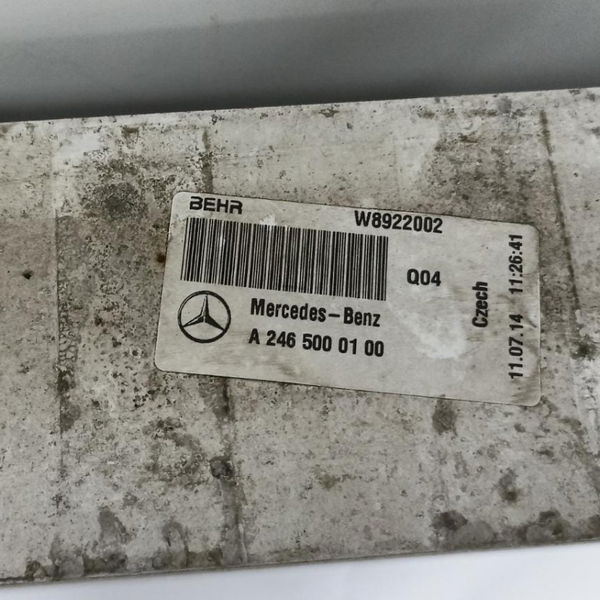 BEHR W8922002
Q04
Mercedes-Benz
A 246 500 01 00
Czech
11.07.14 11:26:41